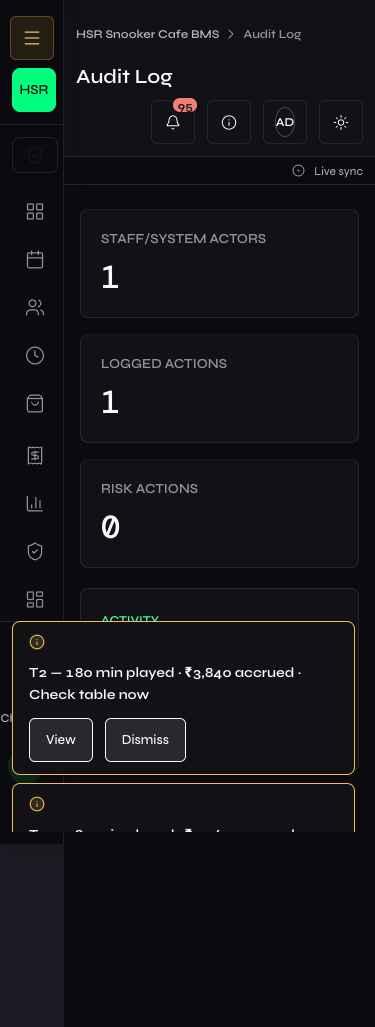 HSR Snooker Cafe BMS > Audit Log
HSR
Audit Log
95
AD
Live sync
STAFF/SYSTEM ACTORS
1
LOGGED ACTIONS
1
RISK ACTIONS
0
ACTIVITY
T2 — 180 min played · ₹3,840 accrued ·
Check table now
View
Dismiss